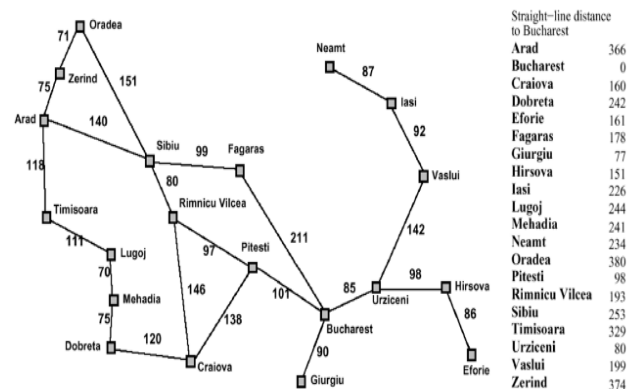 Oradea
71
Neamt
87
Zerind
151
75
Iasi
Arad
140
92
Sibiu
99
Fagaras
118
80
Vaslui
Rimnicu Vilcea
Timisoara
142
111
211
Lugoj
97
Pitesti
70
98
Hirsova
146
101
85
Urziceni
Mehadia
138
86
75
Bucharest
120
90
Dobreta
Craiova
Eforie
Giurgiu
Straight-line distance
to Bucharest
Arad 366
Bucharest 0
Craiova 160
Dobreta 242
Eforie 161
Fagaras 178
Giurgiu 77
Hirsova 151
Iasi 226
Lugoj 244
Mehadia 241
Neamt 234
Oradea 380
Pitesti 98
Rimnicu Vilcea 193
Sibiu 253
Timisoara 329
Urziceni 80
Vaslui 199
Zerind 374